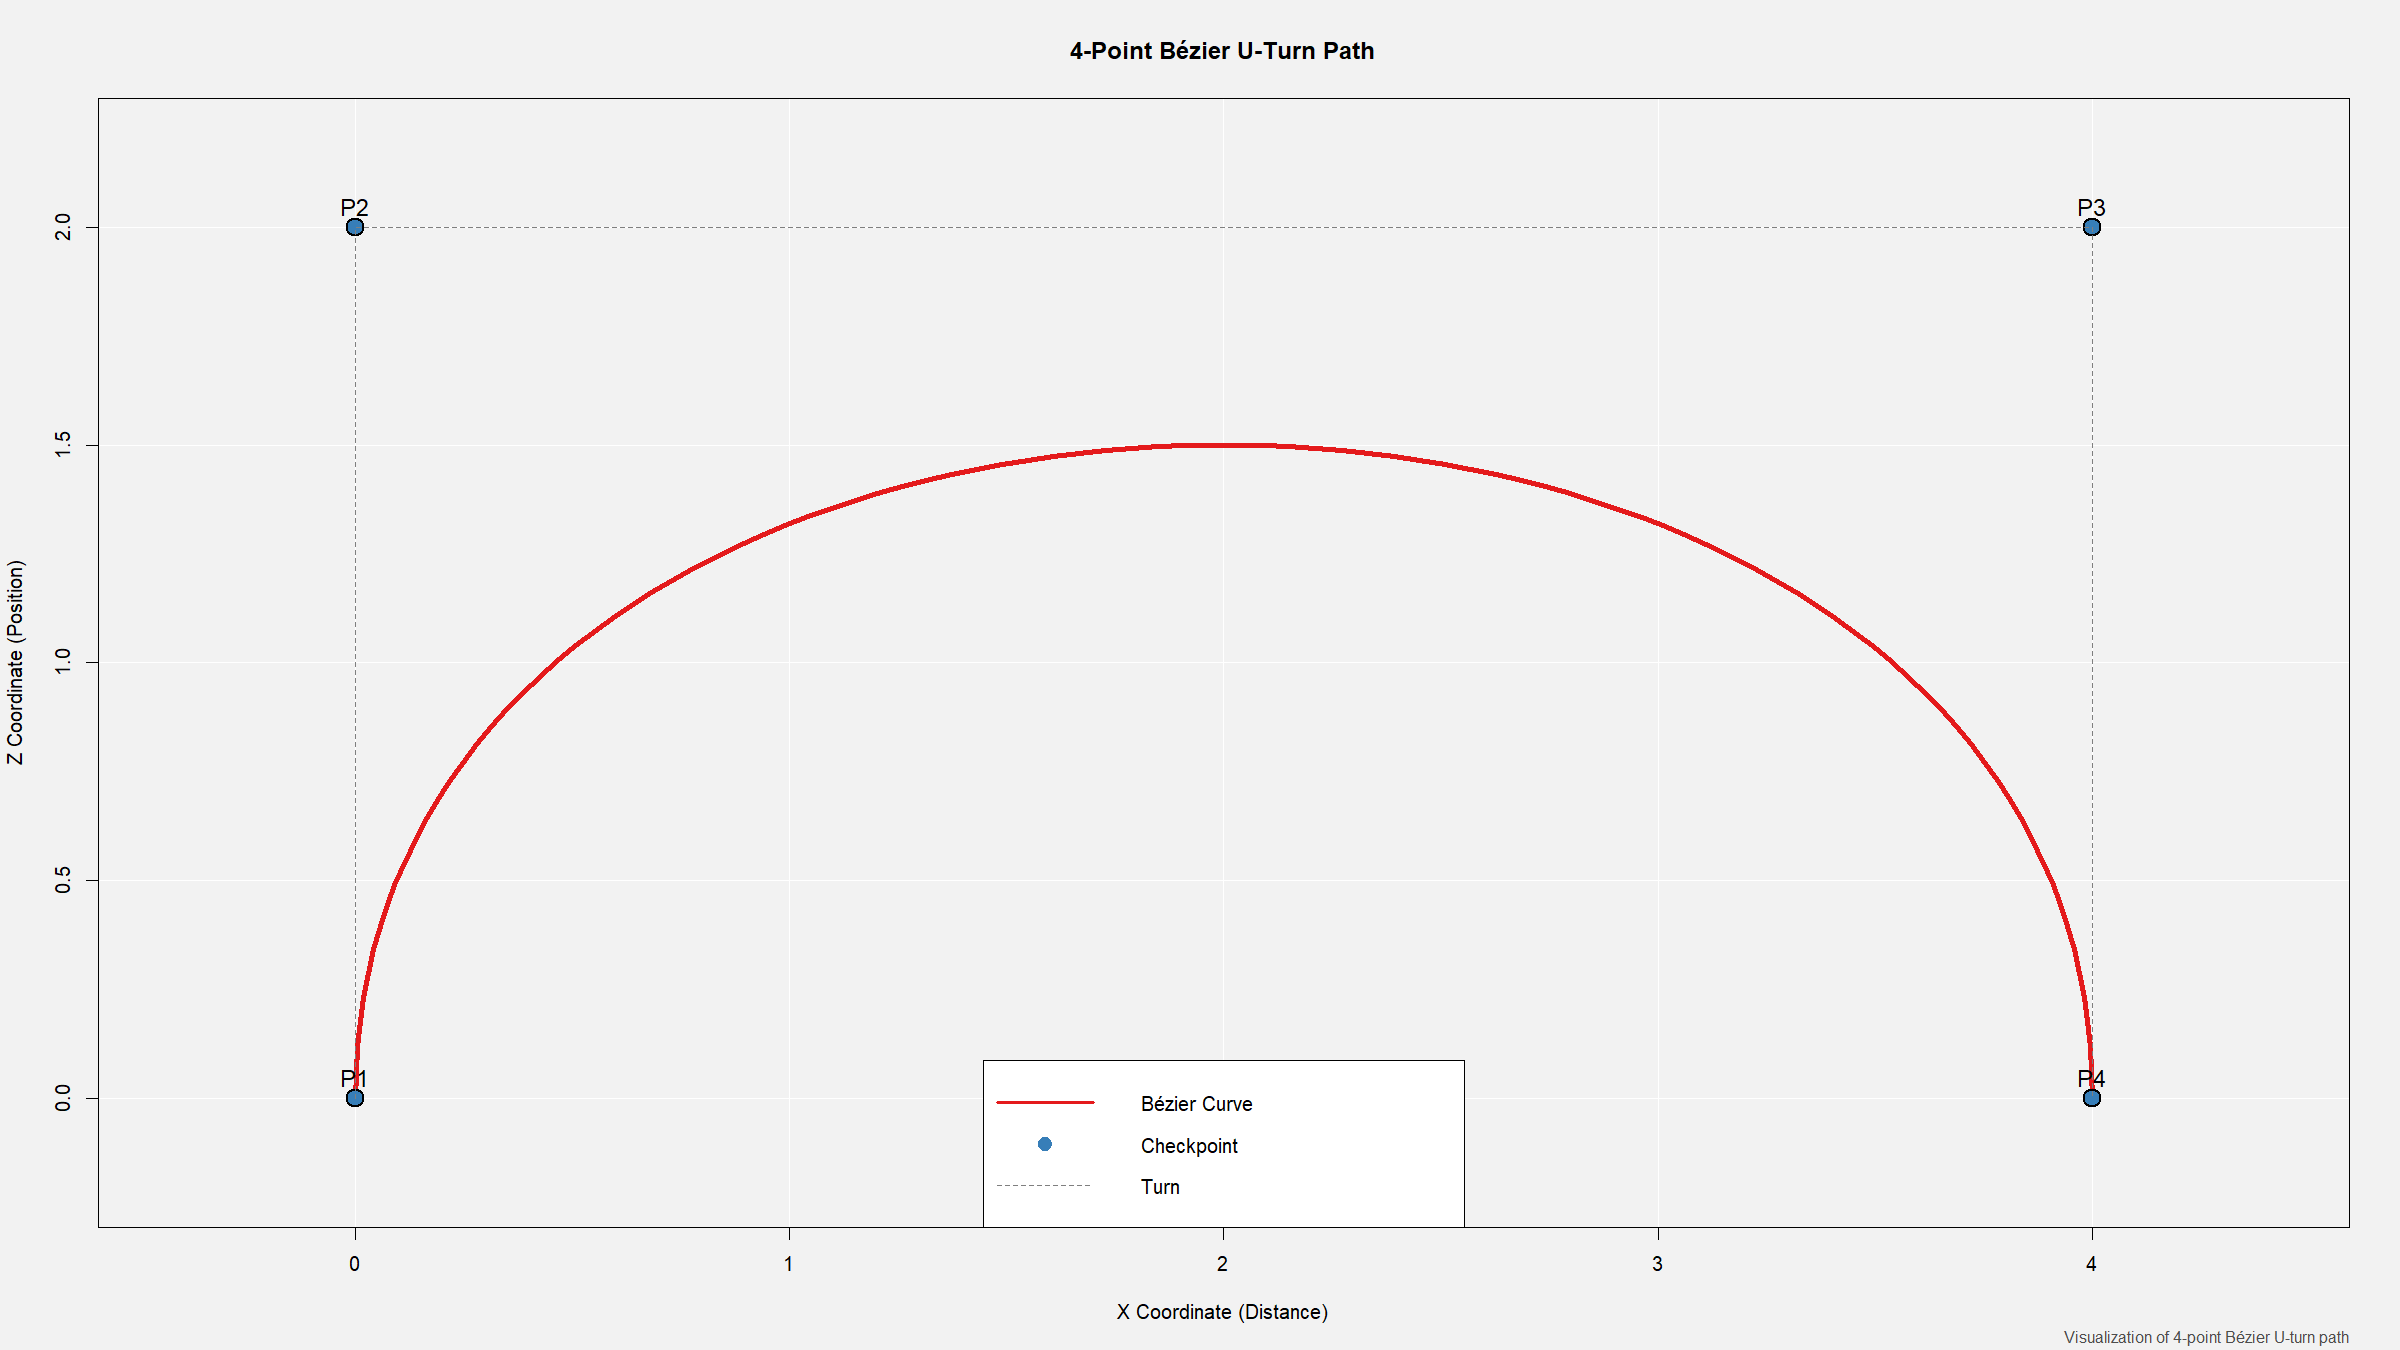 4-Point Bézier U-Turn Path
P2
P3
P1
P4
Z Coordinate (Position)
2.0
1.5
1.0
0.5
0.0
Bézier Curve
Checkpoint
Turn
0
1
2
3
4
X Coordinate (Distance)
Visualization of 4-point Bézier U-turn path